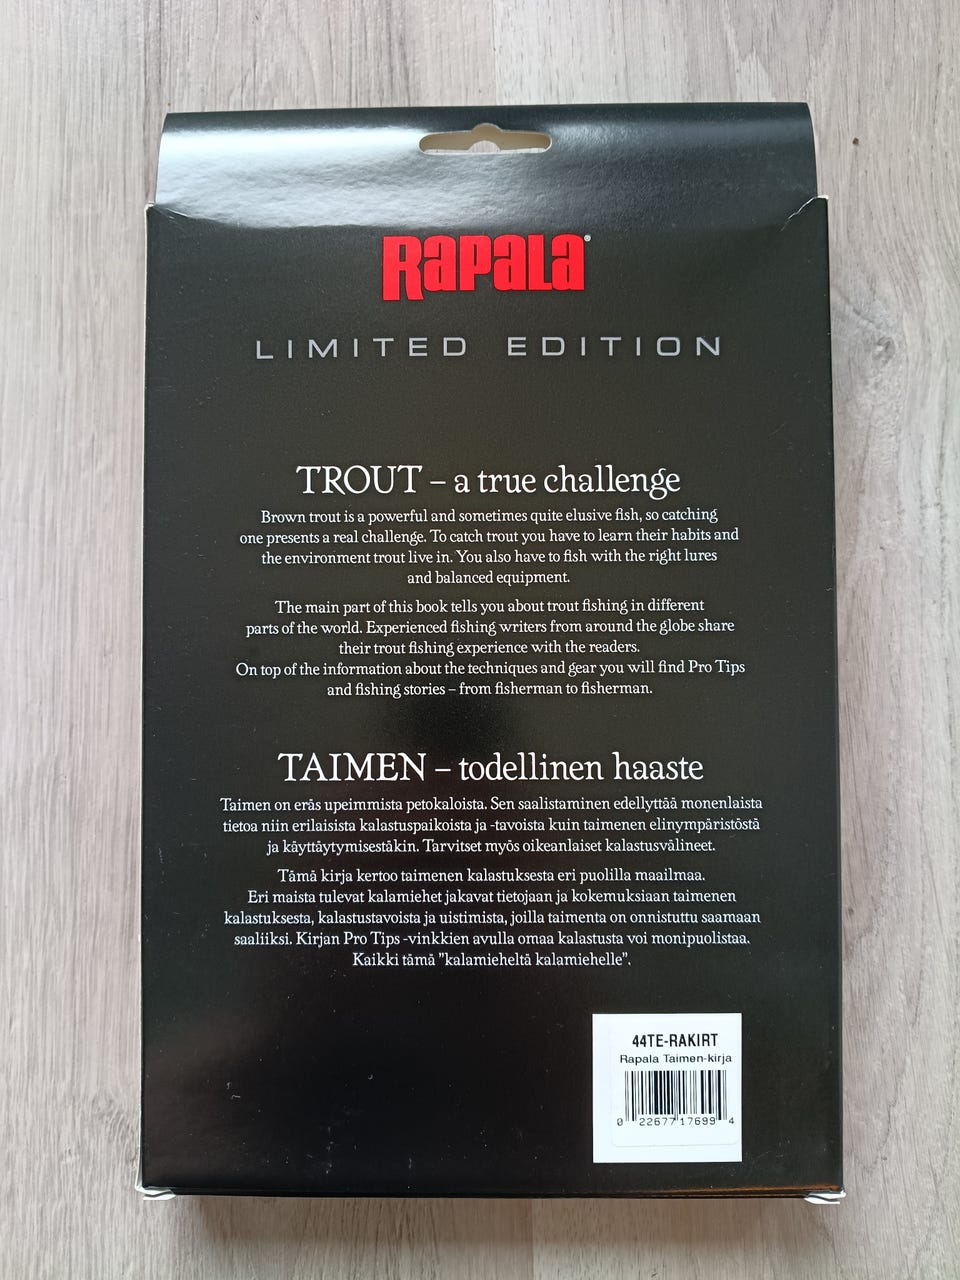 RAPALA®
LIMITED EDITION
TROUT – a true challenge
Brown trout is a powerful and sometimes quite elusive fish, so catching
one presents a real challenge. To catch trout you have to learn their habits and
the environment trout live in. You also have to fish with the right lures
and balanced equipment.
The main part of this book tells you about trout fishing in different
parts of the world. Experienced fishing writers from around the globe share
their trout fishing experience with the readers.
On top of the information about the techniques and gear you will find Pro Tips
and fishing stories – from fisherman to fisherman.
TAIMEN – todellinen haaste
Taimen on eräs upeimmista petokaloista. Sen saalistaminen edellyttää monenlaista
tietoa niin erilaisista kalastuspaikoista ja -tavoista kuin taimenen elinympäristöstä
ja käyttäytymisestäkin. Tarvitset myös oikeanlaiset kalastusvälineet.
Tämä kirja kertoo taimenen kalastuksesta eri puolilla maailmaa.
Eri maista tulevat kalamiehet jakavat tietojaan ja kokemuksiaan taimenen
kalastuksesta, kalastustavoista ja uistimista, joilla taimenta on onnistuttu saamaan
saaliiksi. Kirjan Pro Tips -vinkkien avulla omaa kalastusta voi monipuolistaa.
Kaikki tämä ”kalamieheltä kalamiehelle”.
44TE-RAKIRT
Rapala Taimen-kirja
0 22677 17699 4